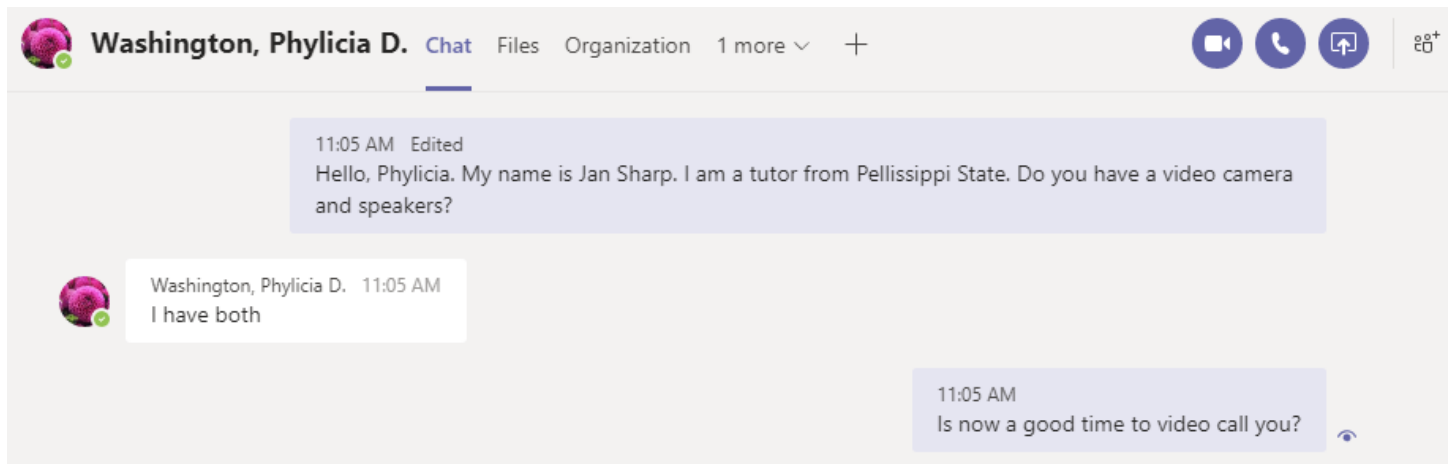 Washington, Phylicia D. Chat Files Organization 1 more
11:05 AM Edited
Hello, Phylicia. My name is Jan Sharp. I am a tutor from Pellissippi State. Do you have a video camera
and speakers?
Washington, Phylicia D. 11:05 AM
I have both
11:05 AM
Is now a good time to video call you?